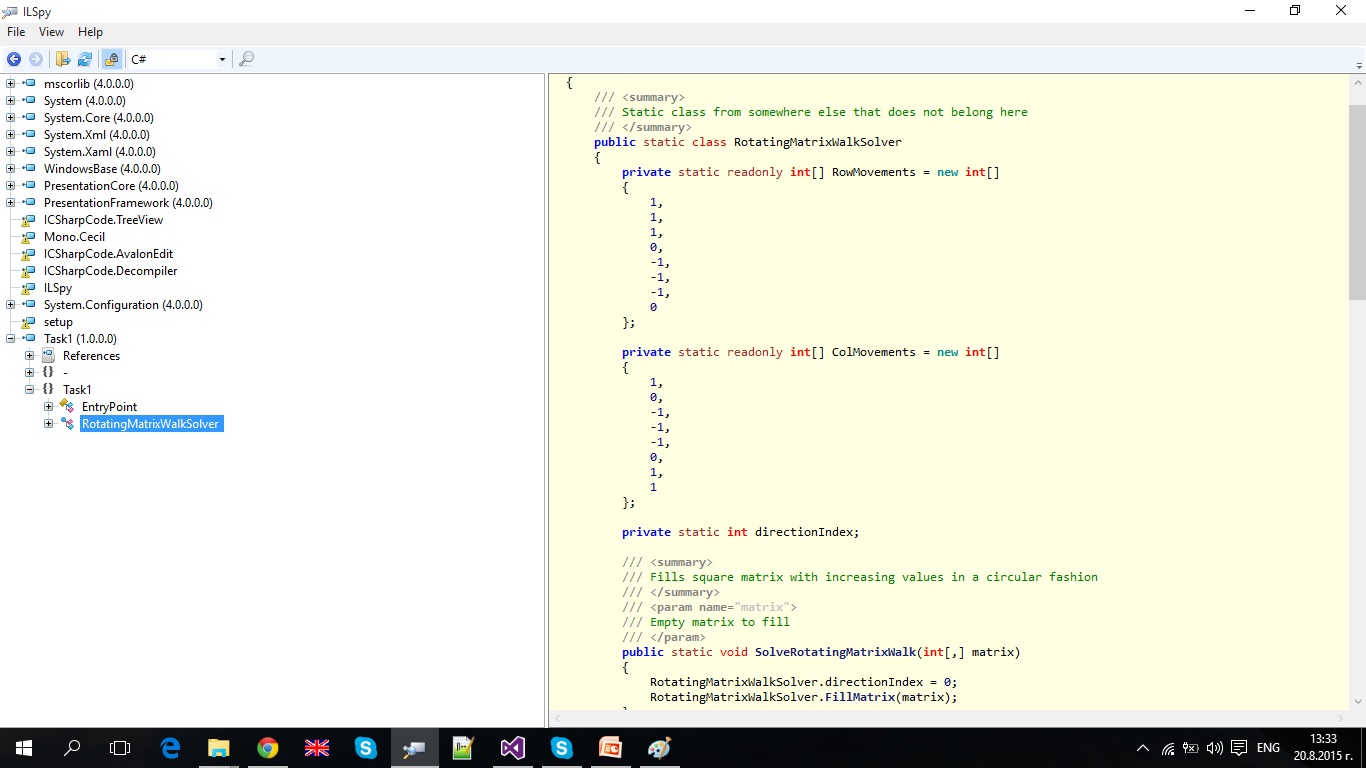 ILSpy
File View Help
C#
mscorlib (4.0.0.0)
System (4.0.0.0)
System.Core (4.0.0.0)
System.Xml (4.0.0.0)
System.Xaml (4.0.0.0)
WindowsBase (4.0.0.0)
PresentationCore (4.0.0.0)
PresentationFramework (4.0.0.0)
ICSharpCode.TreeView
Mono.Cecil
ICSharpCode.AvalonEdit
ICSharpCode.Decompiler
ILSpy
System.Configuration (4.0.0.0)
setup
Task1 (1.0.0.0)
References
{} -
{} Task1
EntryPoint
RotatingMatrixWalkSolver
{
/// <summary>
/// Static class from somewhere else that does not belong here
/// </summary>
public static class RotatingMatrixWalkSolver
{
private static readonly int[] RowMovements = new int[]
{
1,
1,
1,
0,
-1,
-1,
-1,
0
};
private static readonly int[] ColMovements = new int[]
{
1,
0,
-1,
-1,
-1,
0,
1,
1
};
private static int directionIndex;
/// <summary>
/// Fills square matrix with increasing values in a circular fashion
/// </summary>
/// <param name="matrix">
/// Empty matrix to fill
/// </param>
public static void SolveRotatingMatrixWalk(int[,] matrix)
{
RotatingMatrixWalkSolver.directionIndex = 0;
RotatingMatrixWalkSolver.FillMatrix(matrix);
ENG
13:33
20.8.2015 г.